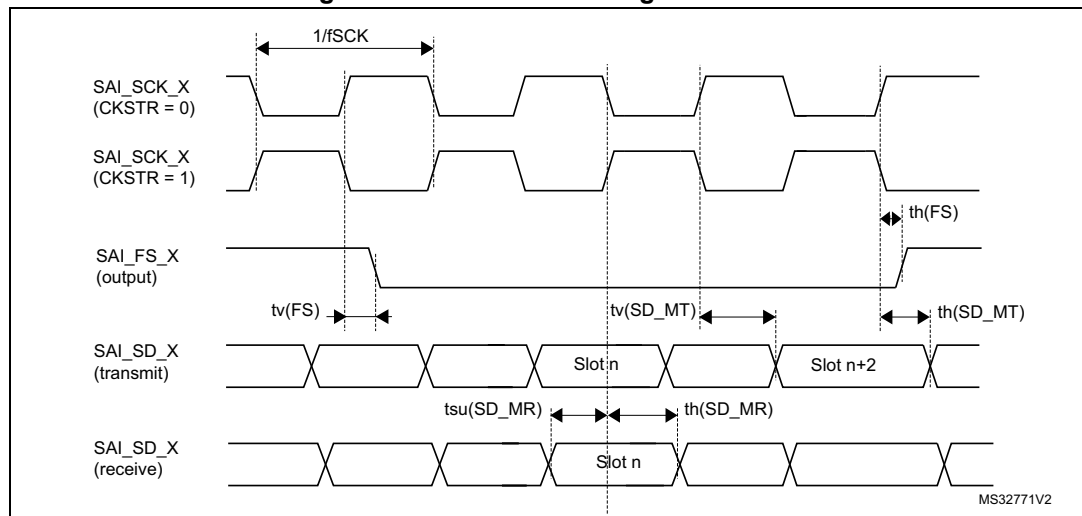 1/fSCK
SAI_SCK_X
(CKSTR = 0)
SAI_SCK_X
(CKSTR = 1)
th(FS)
SAI_FS_X
(output)
tv(FS)
tv(SD_MT)
th(SD_MT)
SAI_SD_X
(transmit)
Slot n
Slot n+2
tsu(SD_MR)
th(SD_MR)
SAI_SD_X
(receive)
Slot n
MS32771V2